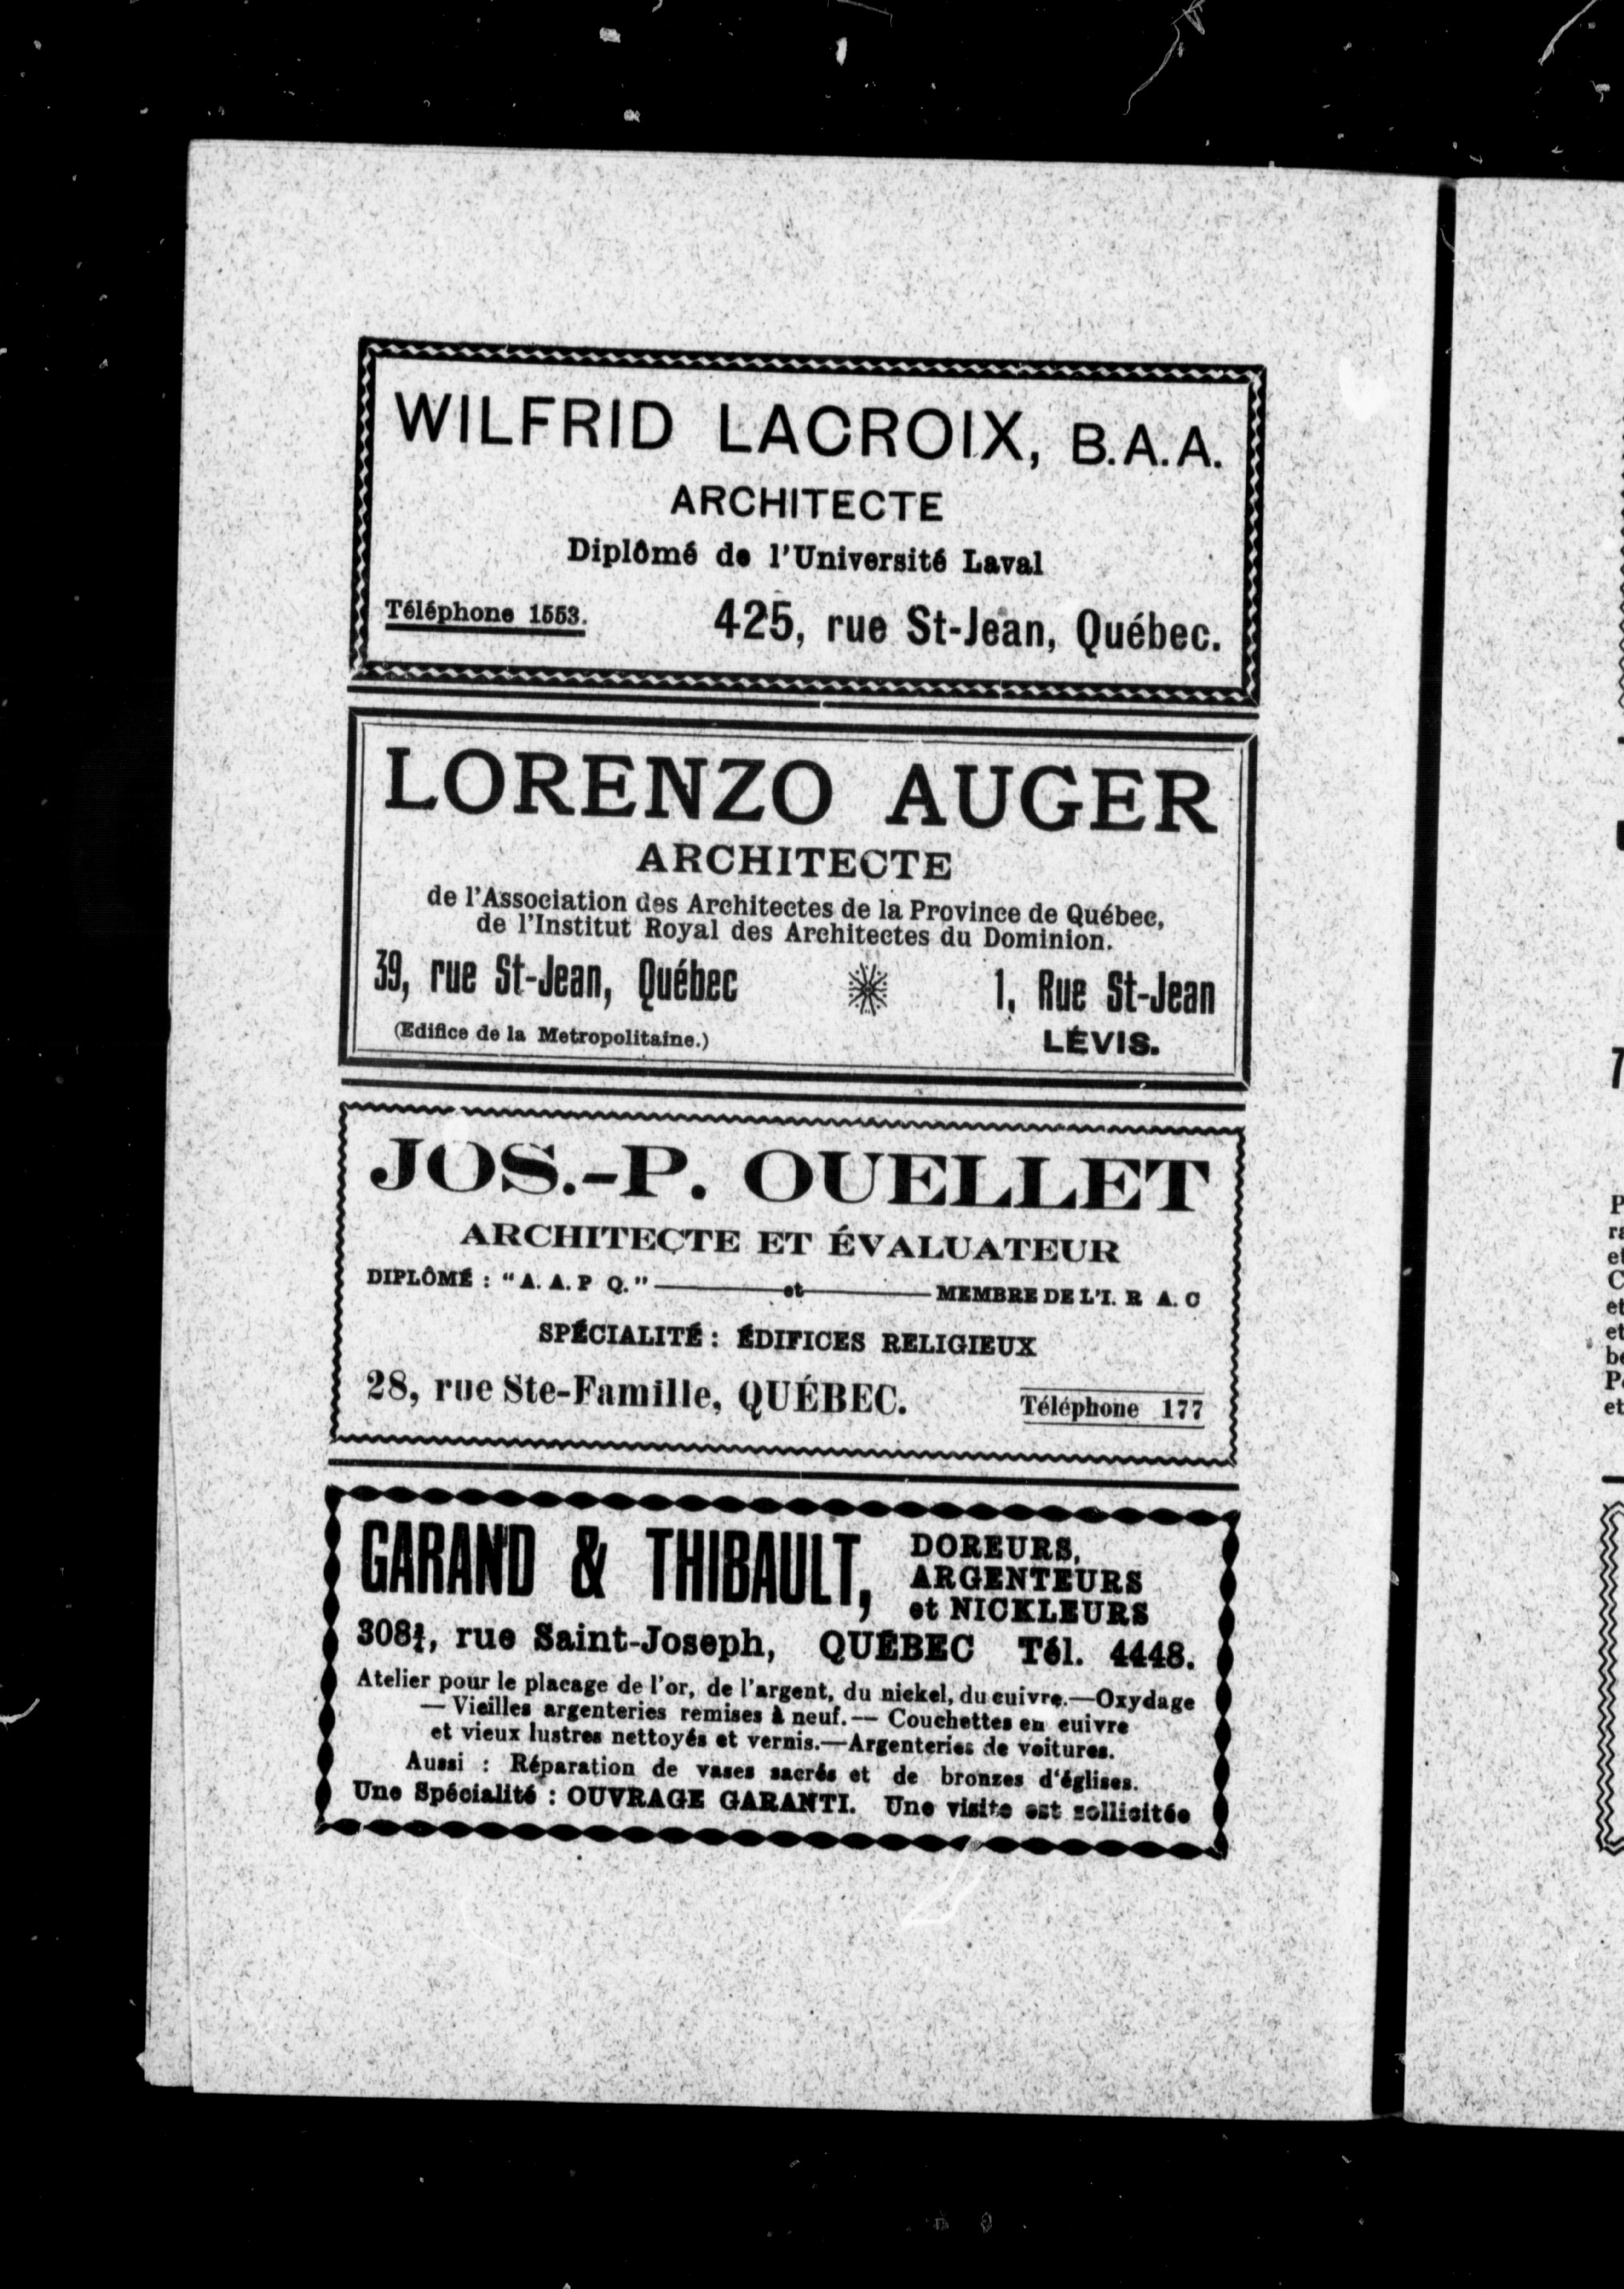 WILFRID LACROIX, B.A.A.
ARCHITECTE
Diplômé de l'Université Laval
Téléphone 1553. 425, rue St-Jean, Québec.
LORENZO AUGER
ARCHITECTE
de l'Association des Architectes de la Province de Québec,
de l'Institut Royal des Architectes du Dominion.
39, rue St-Jean, Québec 1, Rue St-Jean
(Edifice de la Metropolitaine.) LÉVIS.
JOS.-P. OUELLET
ARCHITECTE ET ÉVALUATEUR
DIPLÔMÉ : "A. A. P Q."—et—MEMBRE DE L'I. R A. C
SPÉCIALITÉ : ÉDIFICES RELIGIEUX
28, rue Ste-Famille, QUÉBEC. Téléphone 177
GARAND & THIBAULT, DOREURS,
ARGENTEURS
et NICKLEURS
rue Saint-Joseph, QUÉBEC Tél. 4448.
Atelier pour le placage de l'or, de l'argent, du nickel, du cuivre.—Oxydage
— Vieilles argenteries remises à neuf.— Couchettes en cuivre
et vieux lustres nettoyés et vernis.—Argenteries de voitures.
Aussi : Réparation de vases sacrés et de bronzes d'églises.
Une Spécialité : OUVRAGE GARANTI. Une visite est sollicitée